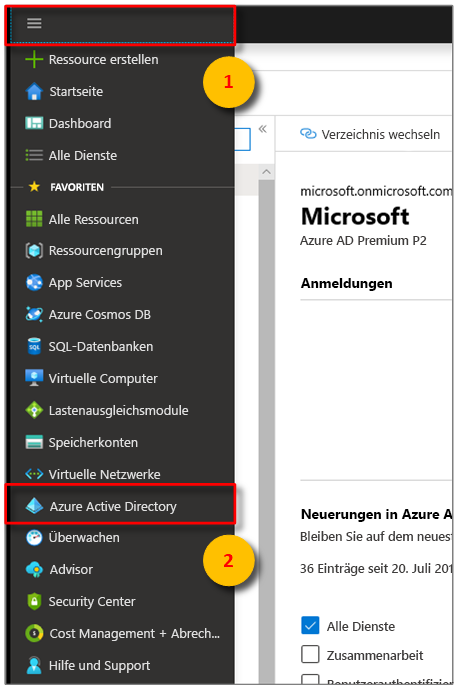 Ressource erstellen
Startseite
Dashboard
Alle Dienste
FAVORITEN
Alle Ressourcen
Ressourcengruppen
App Services
Azure Cosmos DB
SQL-Datenbanken
Virtuelle Computer
Lastenausgleichsmodule
Speicherkonten
Virtuelle Netzwerke
Azure Active Directory
Überwachen
Advisor
Security Center
Cost Management + Abrech...
Hilfe und Support
1
2
«
Verzeichnis wechseln
microsoft.onmicrosoft.com
Microsoft
Azure AD Premium P2
Anmeldungen
Neuerungen in Azure A
Bleiben Sie auf dem neuest
36 Einträge seit 20. Juli 201
Alle Dienste
Zusammenarbeit